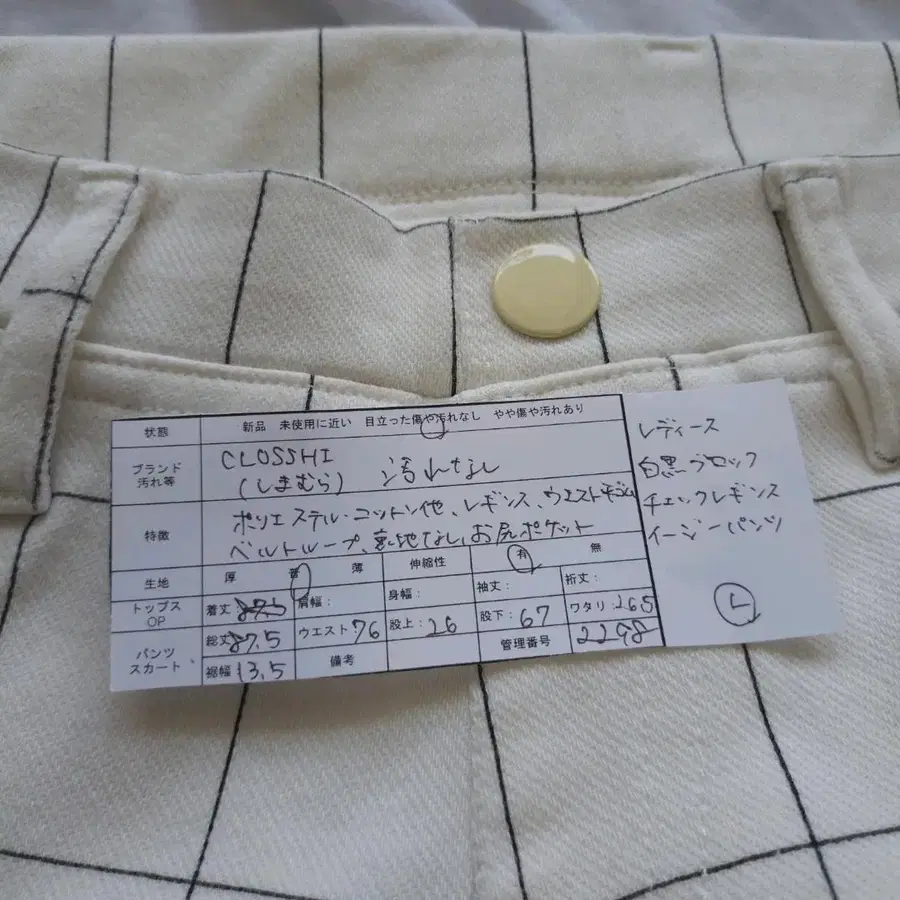 状態 新品 未使用に近い 目立った傷や汚れなし やや傷や汚れあり
ブランド 汚れ等 CLOSSHI (しまむら) 汚れなし
特徴 ポリエステル・コットン他、レギンス、ウエスト平ゴム
ベルトループ、裏地なし、お尻ポケット
生地 厚 普 薄 伸縮性 有 無
トップス OP 着丈:87.5 肩幅: 身幅: 袖丈: 裄丈:
パンツ スカート 総丈87.5 ウエスト:76 股上:26 股下:67 ワタリ:26.5
裾幅:13.5 備考 管理番号 2298
レディース
白黒ブロック
チェックレギンス
イージーパンツ
L